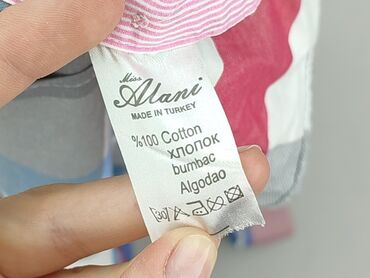 Miss
Alani
MADE IN TURKEY
%100 Cotton
ХЛОПОК
bumbac
Algodao
30